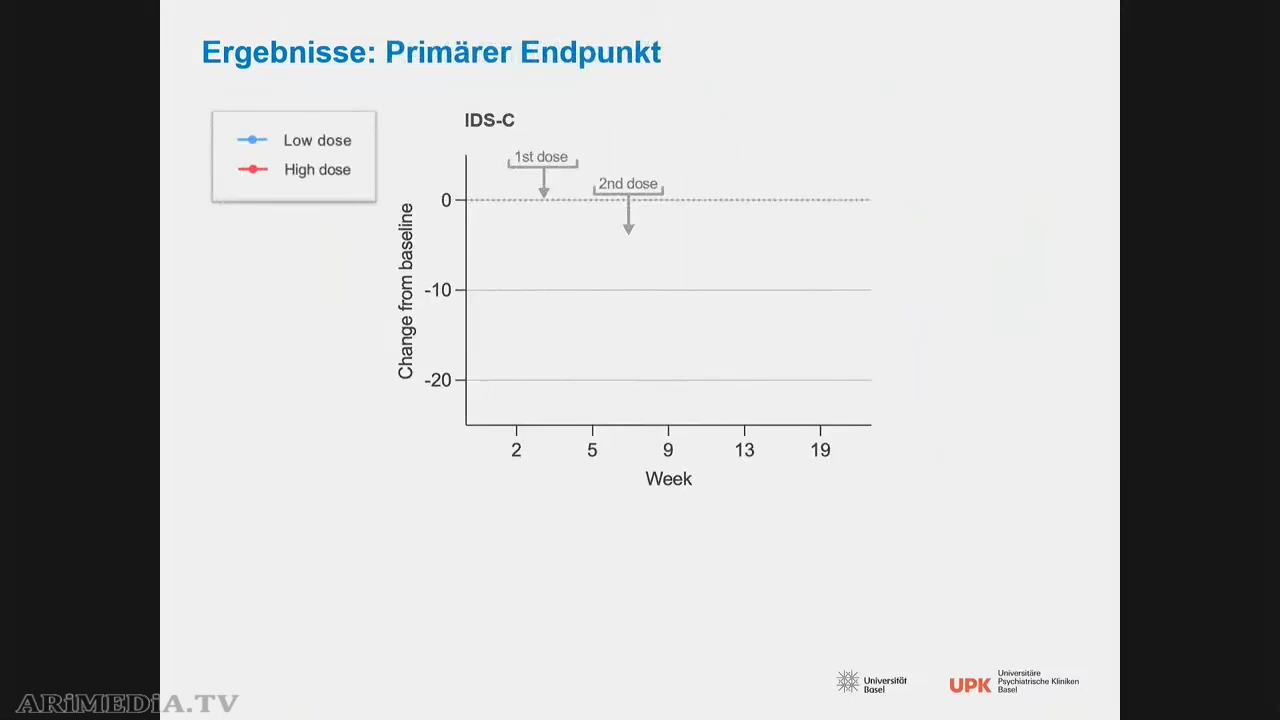 Ergebnisse: Primärer Endpunkt
Low dose
High dose
IDS-C
1st dose
2nd dose
0
-10
-20
Change from baseline
2 5 9 13 19
Week
Universität
Basel
UPK
Universitäre
Psychiatrische Kliniken
Basel
ARiMEDiA.TV